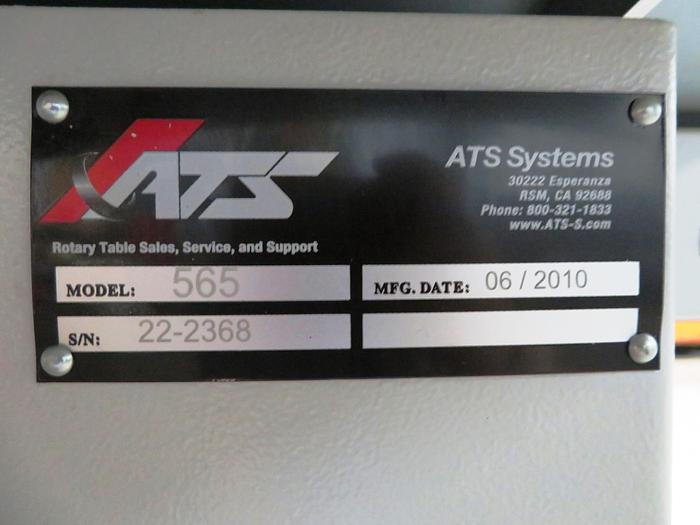 ATS
Rotary Table Sales, Service, and Support
ATS Systems
30222 Esperanza
RSM, CA 92688
Phone: 800-321-1833
www.ATS-S.com
MODEL: 565
MFG. DATE: 06 / 2010
S/N: 22-2368